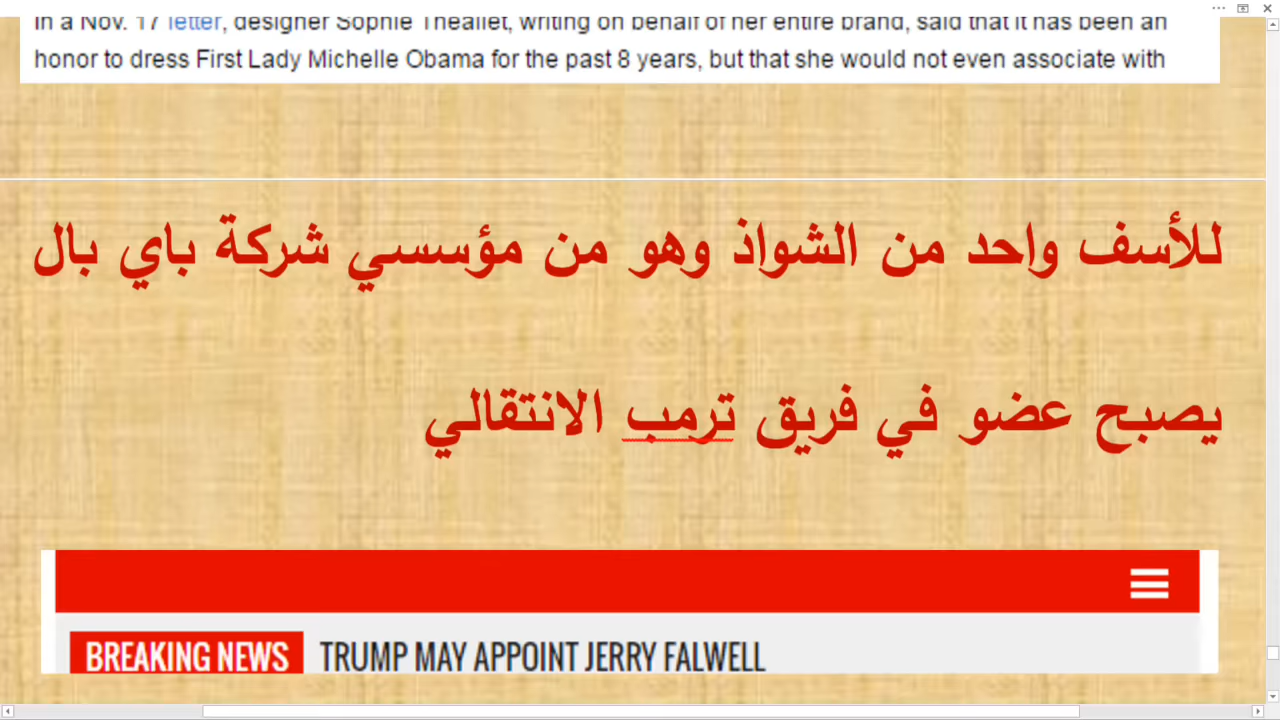 In a Nov. 17 letter, designer Sophie Theallet, writing on behalf of her entire brand, said that it has been an
honor to dress First Lady Michelle Obama for the past 8 years, but that she would not even associate with
للأسف واحد من الشواذ وهو من مؤسسي شركة باي بال
يصبح عضو في فريق ترمب الانتقالي
BREAKING NEWS TRUMP MAY APPOINT JERRY FALWELL